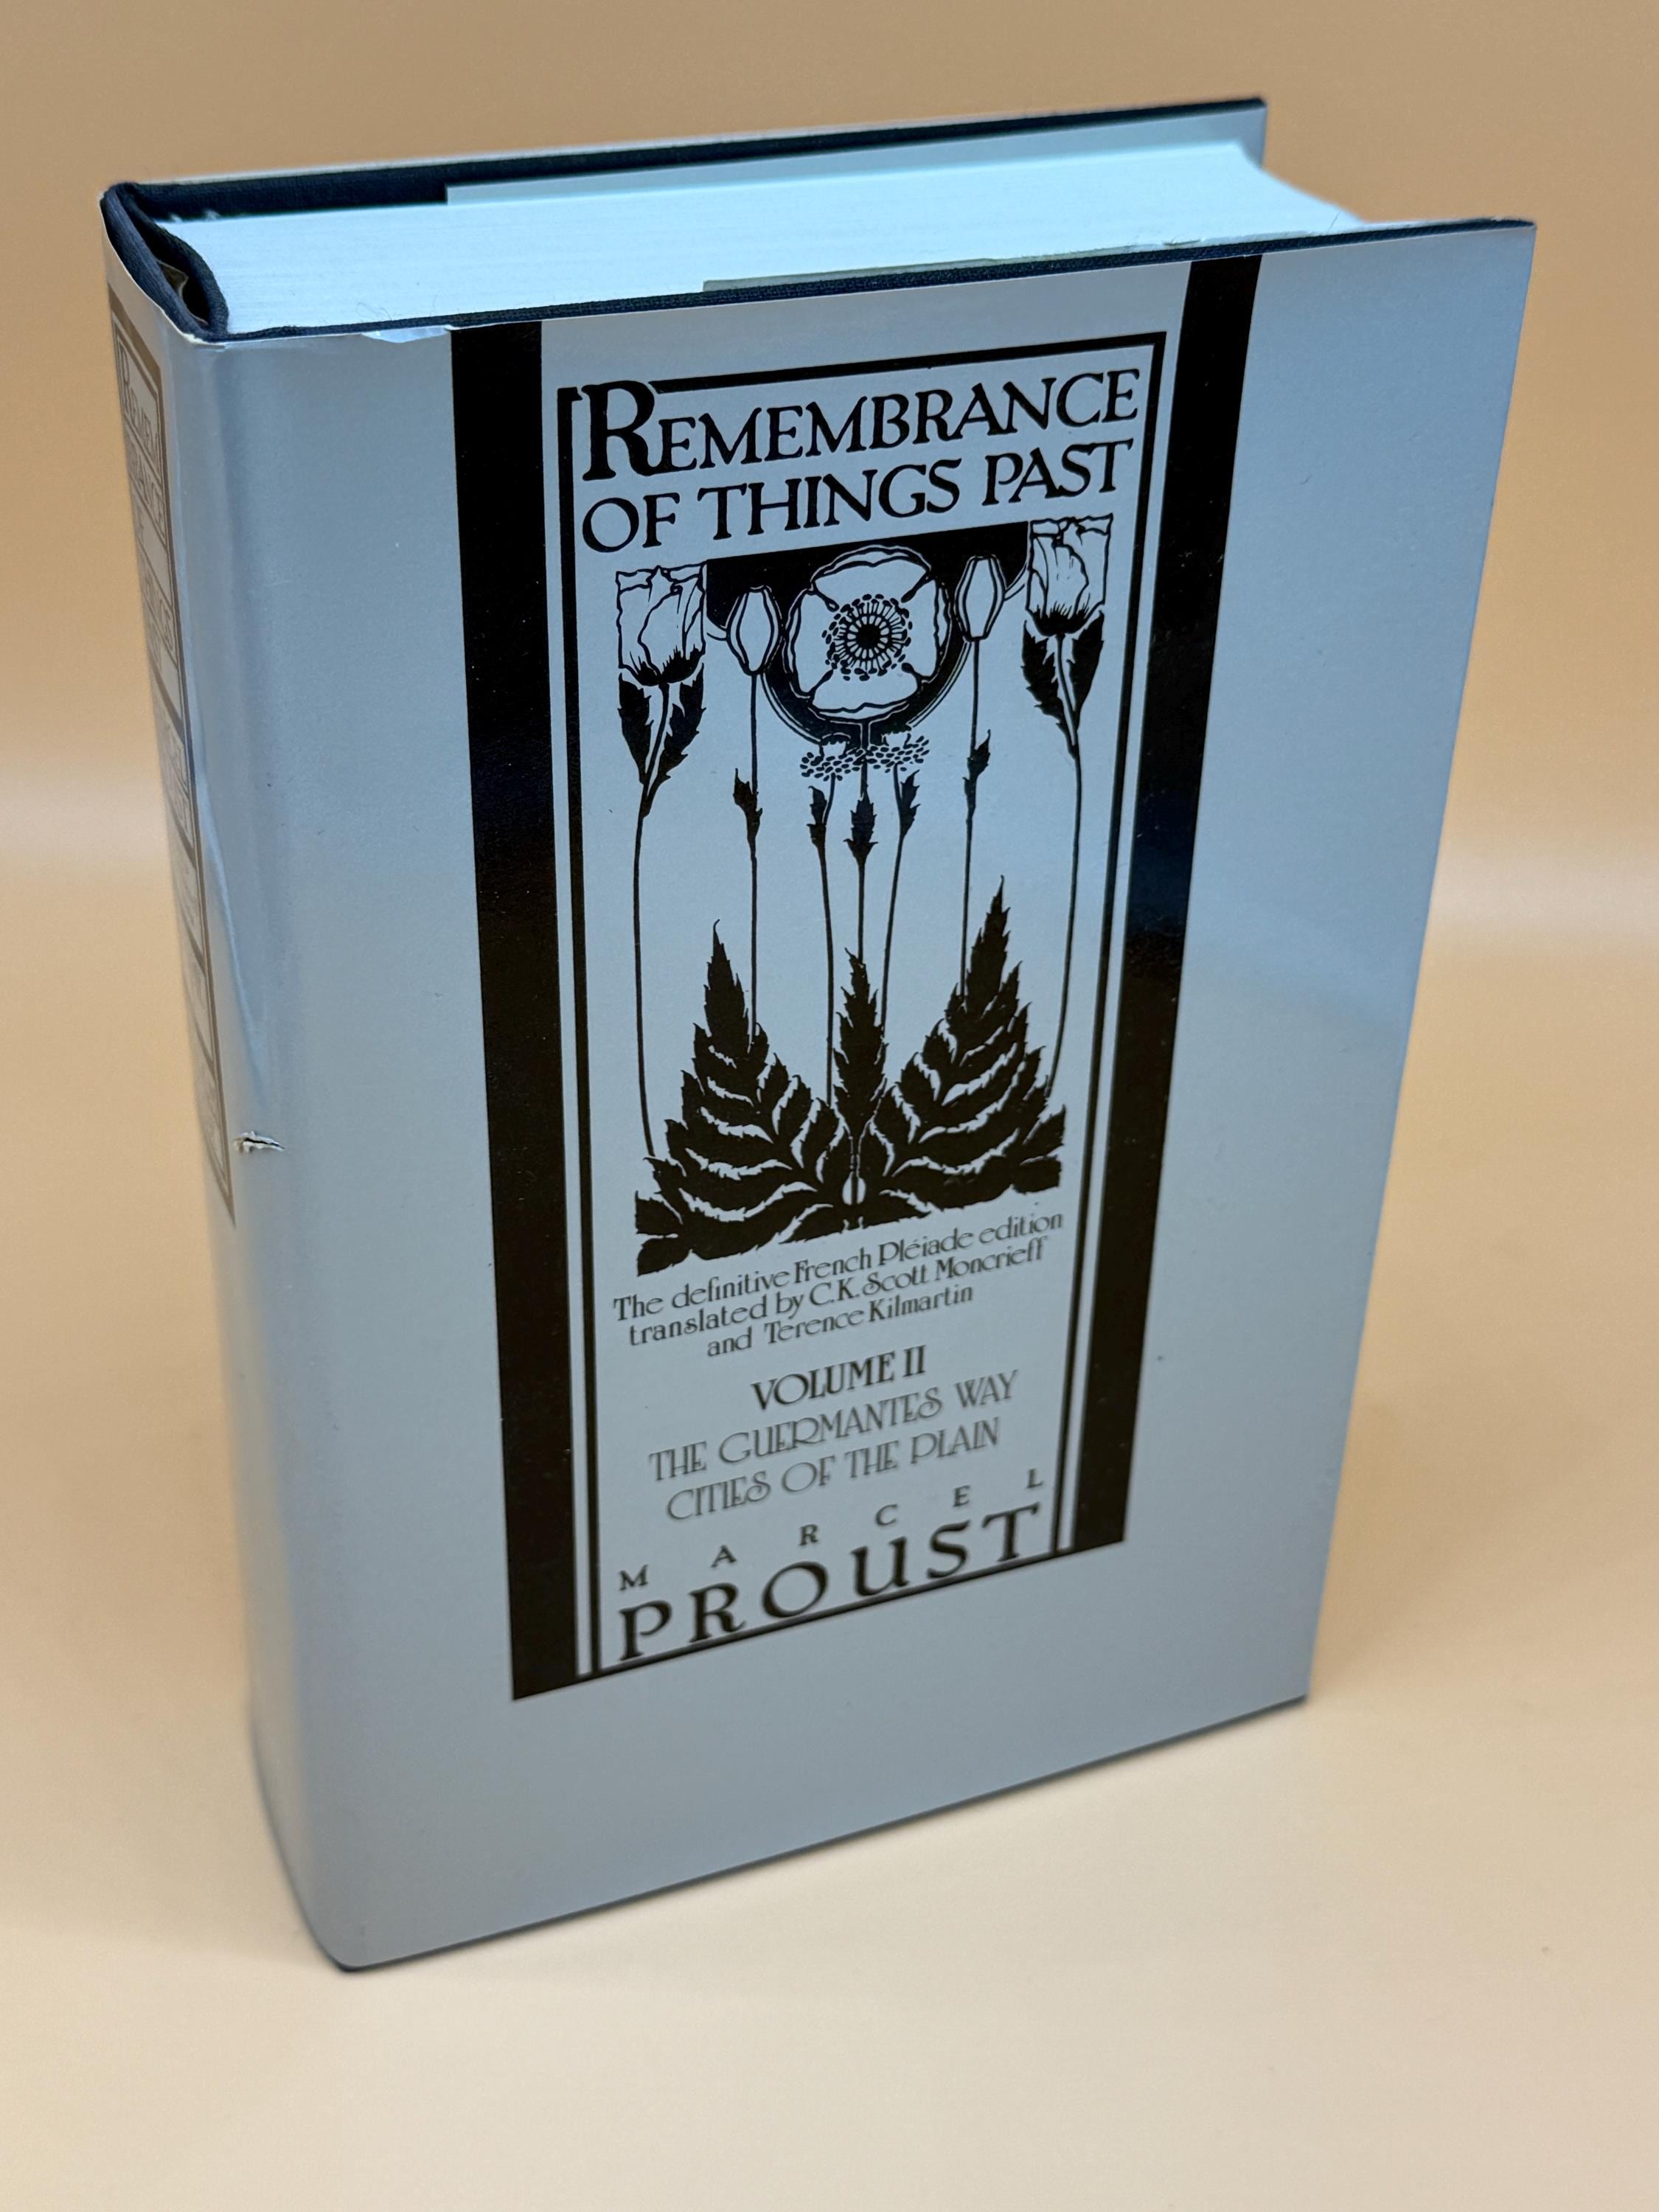 REMEMBRANCE
OF THINGS PAST
The definitive French Pléiade edition
translated by C.K. Scott Moncrieff
and Terence Kilmartin
VOLUME II
THE GUERMANTES WAY
CITIES OF THE PLAIN
MARCEL
PROUST